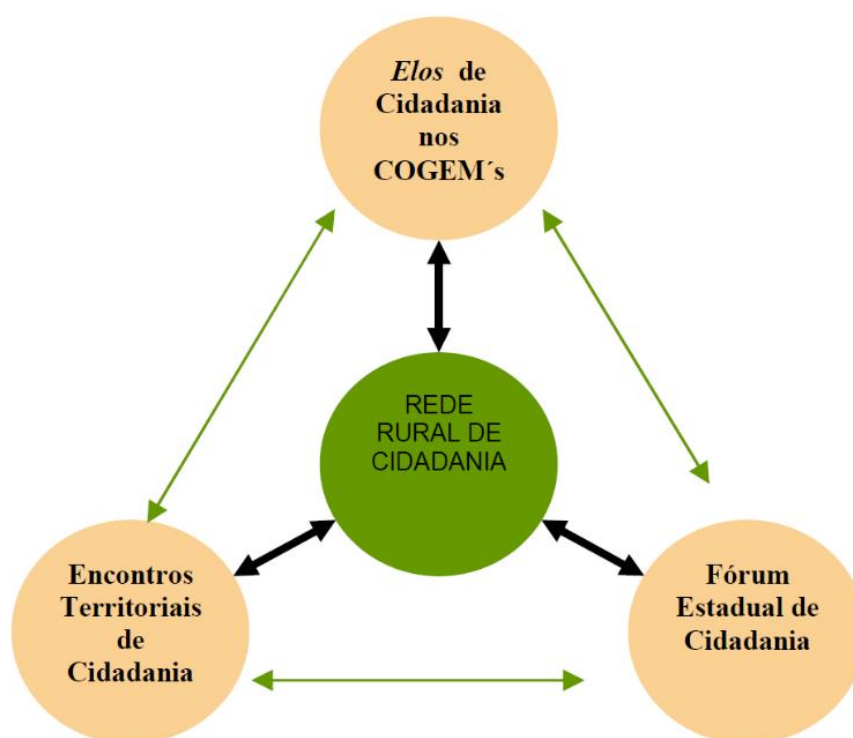 Elos de
Cidadania
nos
COGEM´s
REDE
RURAL DE
CIDADANIA
Encontros
Territoriais
de
Cidadania
Fórum
Estadual de
Cidadania